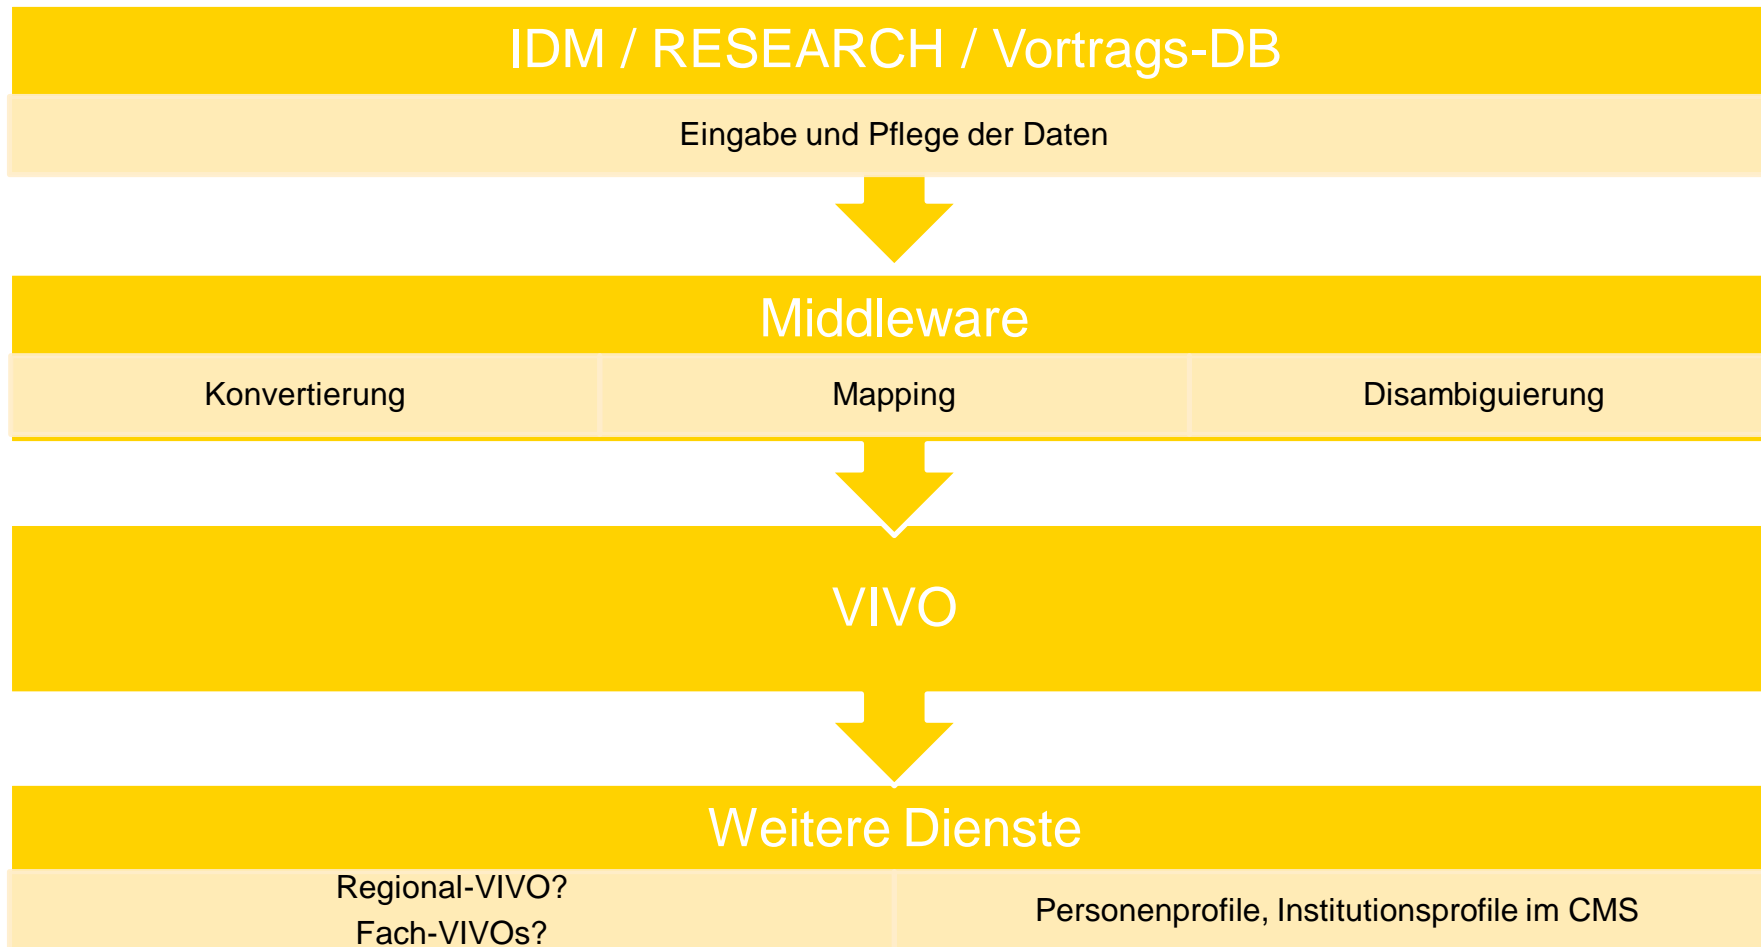 IDM / RESEARCH / Vortrags-DB
Eingabe und Pflege der Daten
Middleware
Konvertierung
Mapping
Disambiguierung
VIVO
Weitere Dienste
Regional-VIVO?
Fach-VIVOs?
Personenprofile, Institutionsprofile im CMS